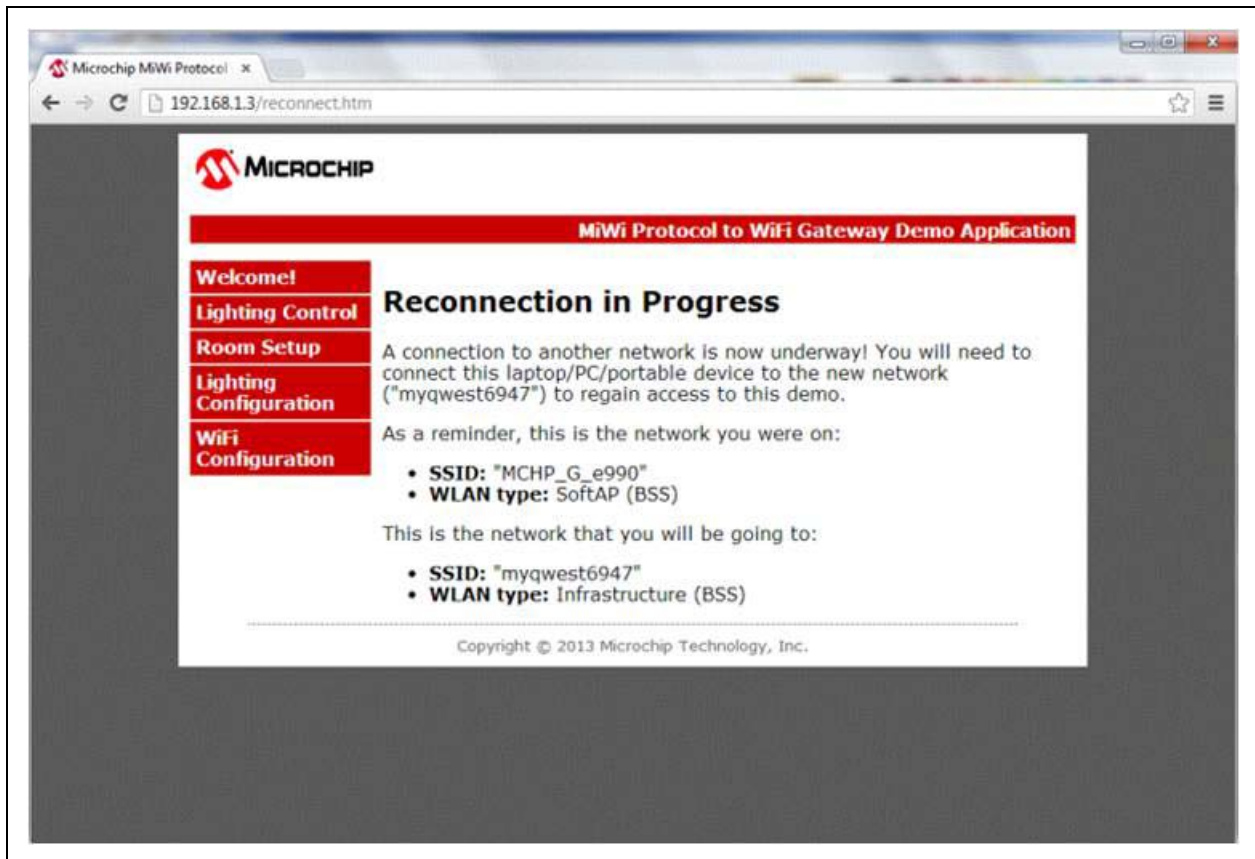 Microchip MiWi Protocol
192.168.1.3/reconnect.htm
MICROCHIP
MiWi Protocol to WiFi Gateway Demo Application
Welcome!
Lighting Control
Room Setup
Lighting
Configuration
WiFi
Configuration
Reconnection in Progress
A connection to another network is now underway! You will need to
connect this laptop/PC/portable device to the new network
("myqwest6947") to regain access to this demo.
As a reminder, this is the network you were on:
• SSID: "MCHP_G_e990"
• WLAN type: SoftAP (BSS)
This is the network that you will be going to:
• SSID: "myqwest6947"
• WLAN type: Infrastructure (BSS)
Copyright © 2013 Microchip Technology, Inc.